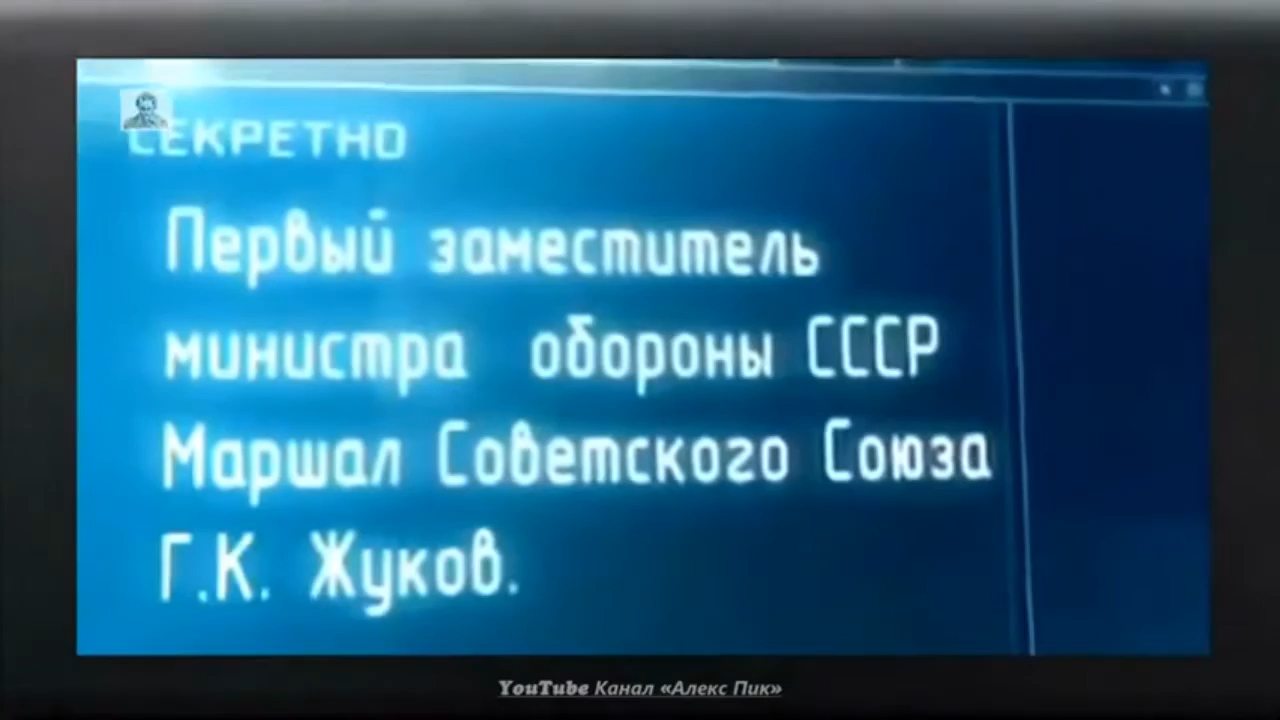 СЕКРЕТНО
Первый заместитель
министра обороны СССР
Маршал Советского Союза
Г.К. Жуков.
YouTube Канал «Алекс Пик»